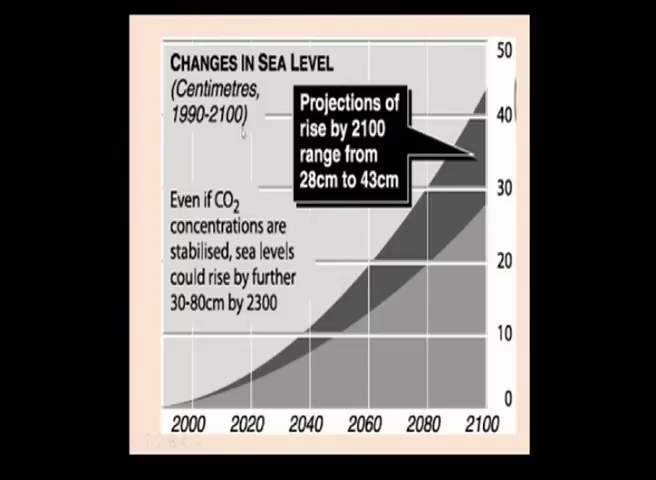 CHANGES IN SEA LEVEL
(Centimetres,
1990-2100)
Projections of
rise by 2100
range from
28cm to 43cm
Even if CO₂
concentrations are
stabilised, sea levels
could rise by further
30-80cm by 2300
50
40
30
20
10
0
2000 2020 2040 2060 2080 2100